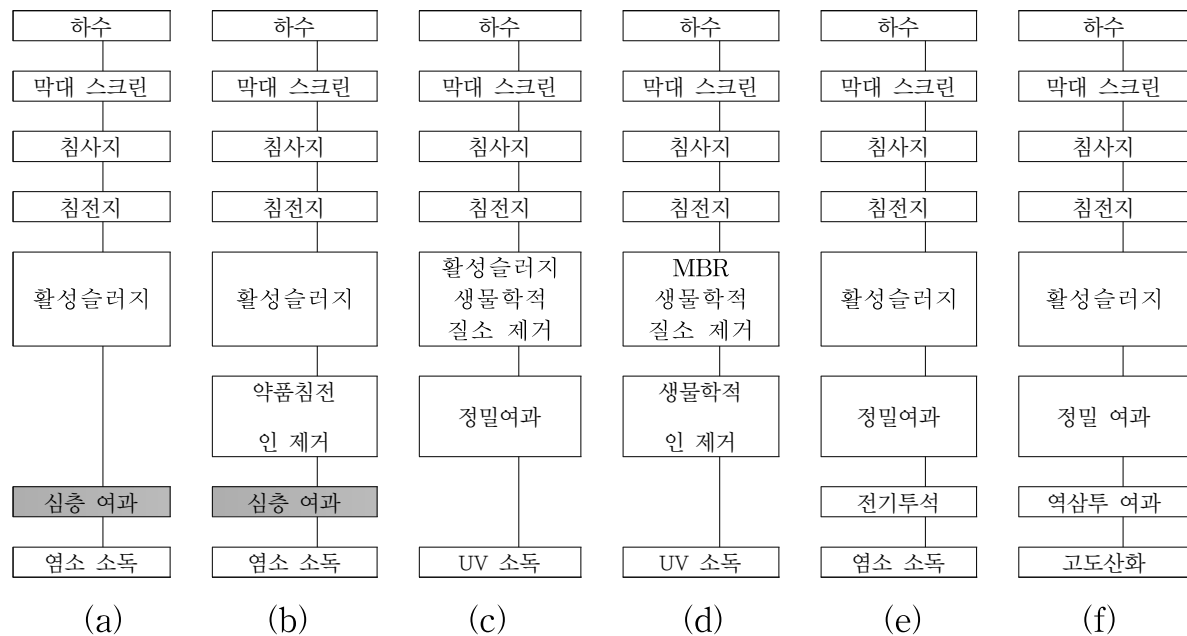 하수
막대 스크린
침사지
침전지
활성슬러지
심층 여과
염소 소독
(a)
하수
막대 스크린
침사지
침전지
활성슬러지
약품침전
인 제거
심층 여과
염소 소독
(b)
하수
막대 스크린
침사지
침전지
활성슬러지
생물학적
질소 제거
정밀여과
UV 소독
(c)
하수
막대 스크린
침사지
침전지
MBR
생물학적
질소 제거
생물학적
인 제거
UV 소독
(d)
하수
막대 스크린
침사지
침전지
활성슬러지
정밀여과
전기투석
염소 소독
(e)
하수
막대 스크린
침사지
침전지
활성슬러지
정밀 여과
역삼투 여과
고도산화
(f)